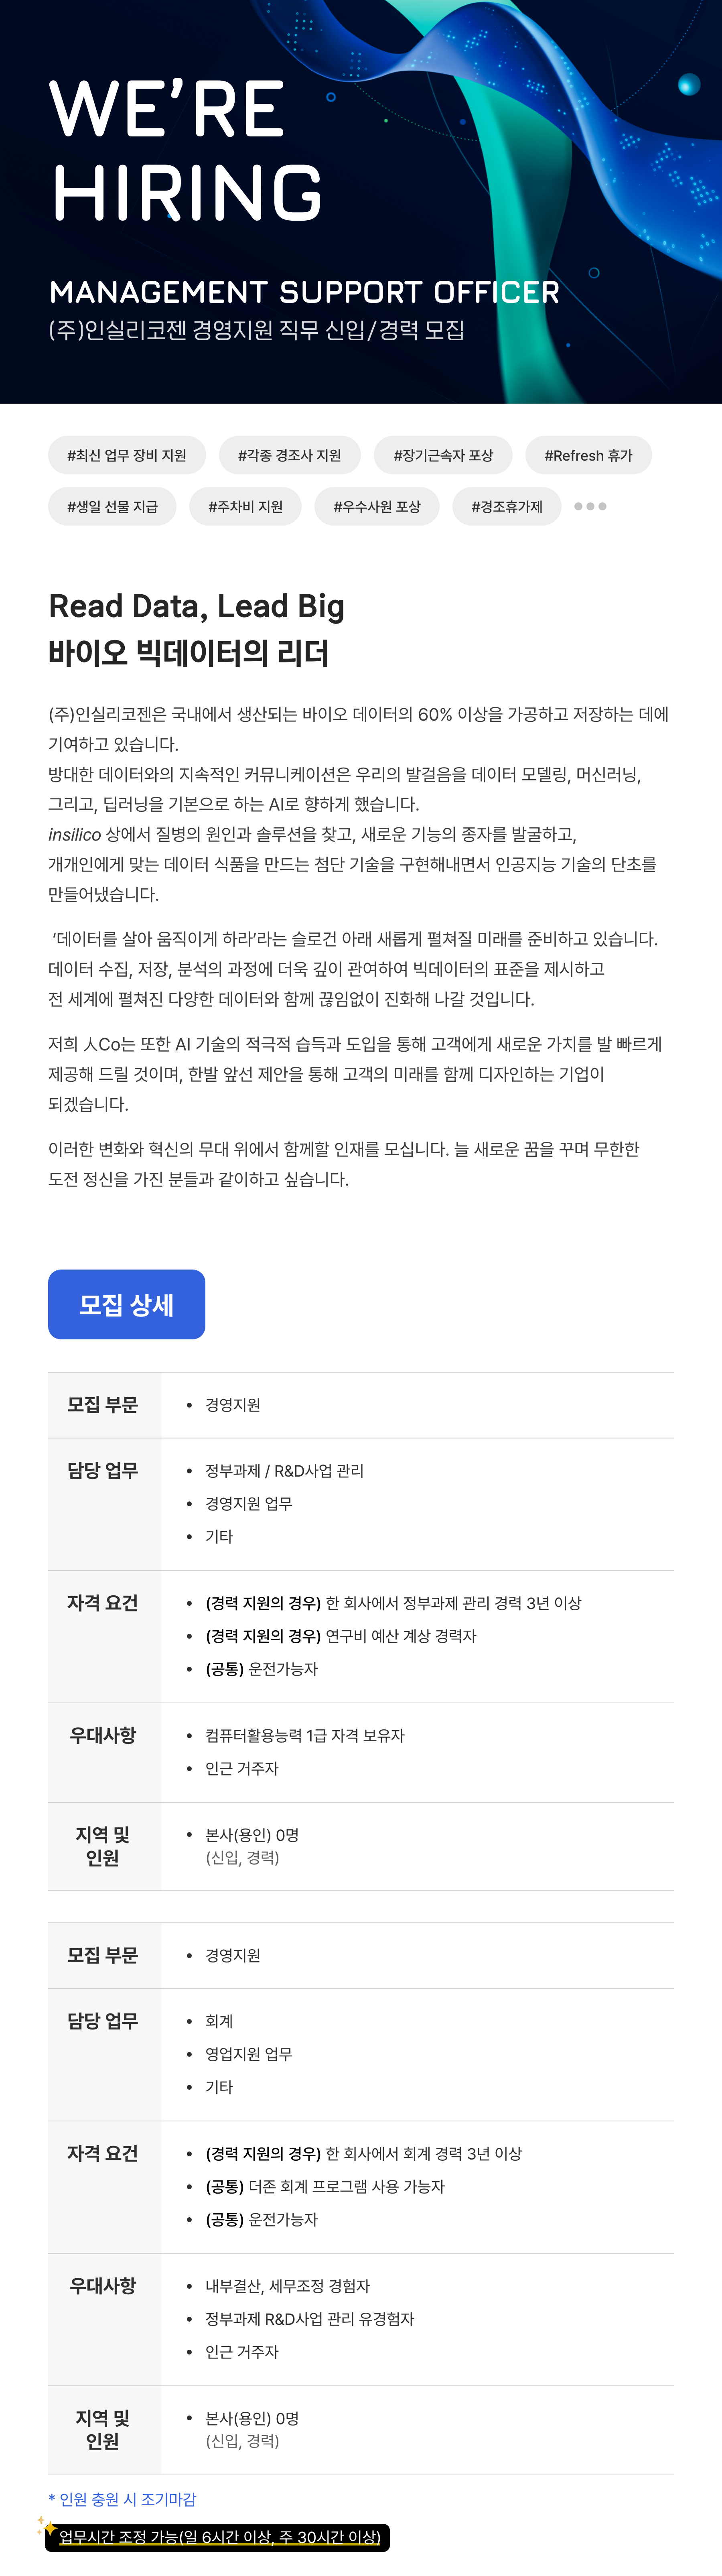 WE'RE
HIRING
MANAGEMENT SUPPORT OFFICER
(주)인실리코젠 경영지원 직무 신입/경력 모집
#최신 업무 장비 지원 #각종 경조사 지원 #장기근속자 포상 #Refresh 휴가
#생일 선물 지급 #주차비 지원 #우수사원 포상 #경조휴가제
Read Data, Lead Big
바이오 빅데이터의 리더
(주)인실리코젠은 국내에서 생산되는 바이오 데이터의 60% 이상을 가공하고 저장하는 데에
기여하고 있습니다.
방대한 데이터와의 지속적인 커뮤니케이션은 우리의 발걸음을 데이터 모델링, 머신러닝,
그리고, 딥러닝을 기본으로 하는 AI로 향하게 했습니다.
insilico 상에서 질병의 원인과 솔루션을 찾고, 새로운 기능의 종자를 발굴하고,
개개인에게 맞는 데이터 식품을 만드는 첨단 기술을 구현해내면서 인공지능 기술의 단초를
만들어냈습니다.
'데이터를 살아 움직이게 하라'라는 슬로건 아래 새롭게 펼쳐질 미래를 준비하고 있습니다.
데이터 수집, 저장, 분석의 과정에 더욱 깊이 관여하여 빅데이터의 표준을 제시하고
전 세계에 펼쳐진 다양한 데이터와 함께 끊임없이 진화해 나갈 것입니다.
저희 人Co는 또한 AI 기술의 적극적 습득과 도입을 통해 고객에게 새로운 가치를 발 빠르게
제공해 드릴 것이며, 한발 앞선 제안을 통해 고객의 미래를 함께 디자인하는 기업이
되겠습니다.
이러한 변화와 혁신의 무대 위에서 함께할 인재를 모십니다. 늘 새로운 꿈을 꾸며 무한한
도전 정신을 가진 분들과 같이하고 싶습니다.
모집 상세
모집 부문
• 경영지원
담당 업무
• 정부과제 / R&D사업 관리
• 경영지원 업무
• 기타
자격 요건
• (경력 지원의 경우) 한 회사에서 정부과제 관리 경력 3년 이상
• (경력 지원의 경우) 연구비 예산 계상 경력자
• (공통) 운전가능자
우대사항
• 컴퓨터활용능력 1급 자격 보유자
• 인근 거주자
지역 및
인원
• 본사(용인) 0명
(신입, 경력)
모집 부문
• 경영지원
담당 업무
• 회계
• 영업지원 업무
• 기타
자격 요건
• (경력 지원의 경우) 한 회사에서 회계 경력 3년 이상
• (공통) 더존 회계 프로그램 사용 가능자
• (공통) 운전가능자
우대사항
• 내부결산, 세무조정 경험자
• 정부과제 R&D사업 관리 유경험자
• 인근 거주자
지역 및
인원
• 본사(용인) 0명
(신입, 경력)
* 인원 충원 시 조기마감
업무시간 조정 가능(일 6시간 이상, 주 30시간 이상)